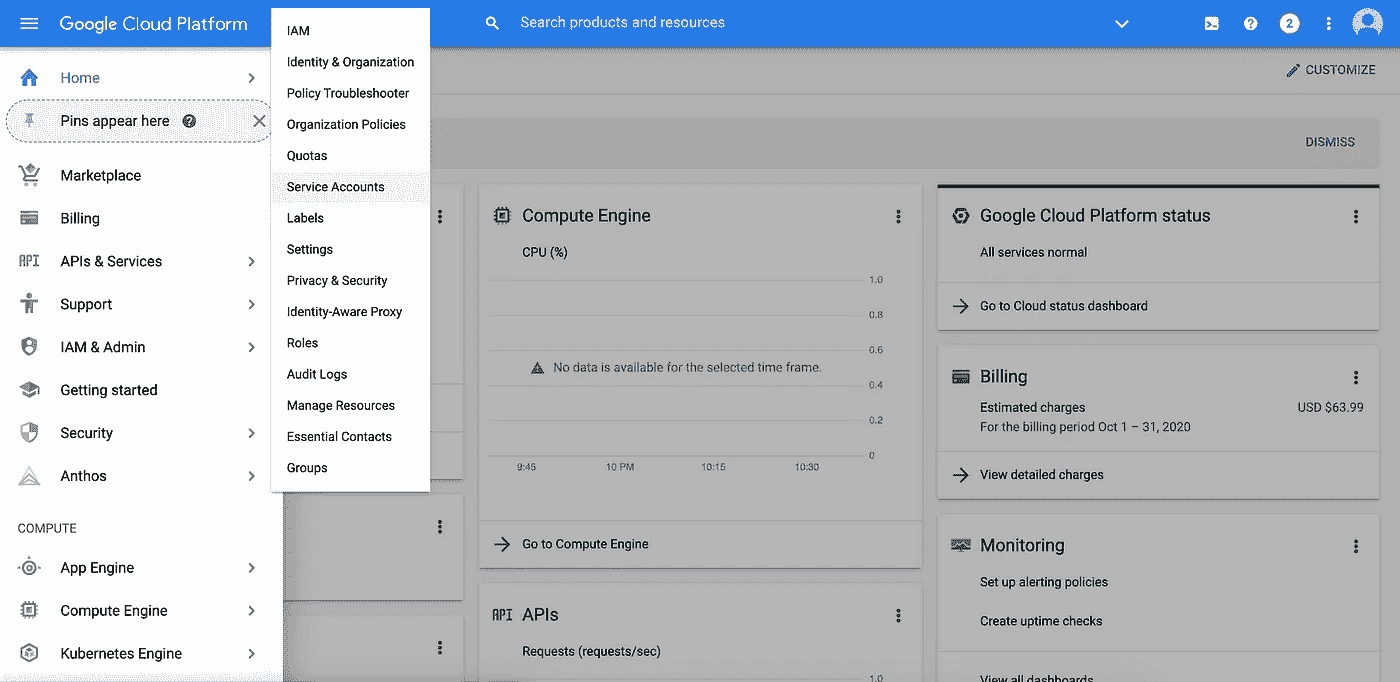 Google Cloud Platform
Search products and resources
2
Home
Pins appear here
Marketplace
Billing
API APIs & Services
Support
IAM & Admin
Getting started
Security
Anthos
COMPUTE
App Engine
Compute Engine
Kubernetes Engine
IAM
Identity & Organization
Policy Troubleshooter
Organization Policies
Quotas
Service Accounts
Labels
Settings
Privacy & Security
Identity-Aware Proxy
Roles
Audit Logs
Manage Resources
Essential Contacts
Groups
CUSTOMIZE
DISMISS
Compute Engine
CPU (%)
1.0
0.8
0.6
No data is available for the selected time frame.
0.4
0.2
0
9:45 10 PM 10:15 10:30
Go to Compute Engine
API APIs
Requests (requests/sec)
1.0
Google Cloud Platform status
All services normal
Go to Cloud status dashboard
Billing
Estimated charges USD $63.99
For the billing period Oct 1 – 31, 2020
View detailed charges
Monitoring
Set up alerting policies
Create uptime checks
View all dashboards